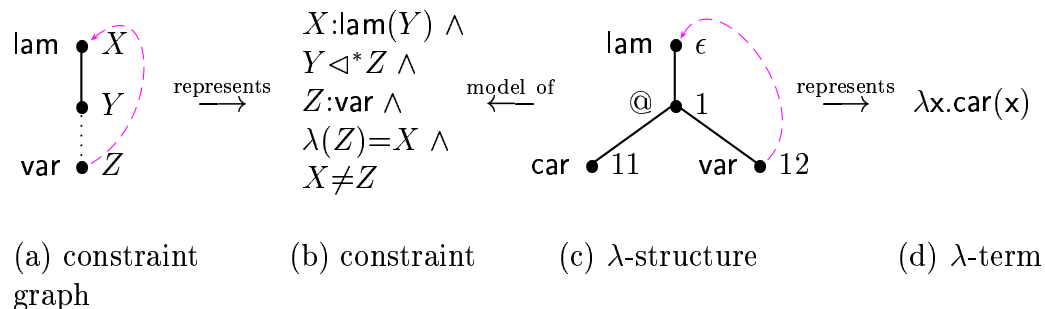 lam X
Y
var Z
represents
⟶
X:lam(Y) ∧
Y ◁* Z ∧
Z:var ∧
λ(Z)=X ∧
X≠Z
model of
⟵
lam ϵ
@ 1
car 11 var 12
represents
⟶
λx.car(x)
(a) constraint
graph
(b) constraint
(c) λ-structure
(d) λ-term